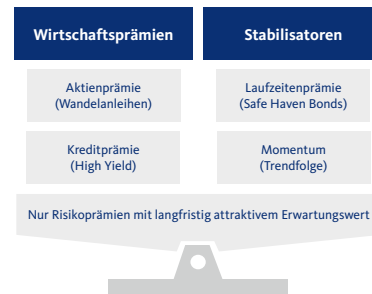 Wirtschaftsprämien
Stabilisatoren
Aktienprämie
(Wandelanleihen)
Laufzeitenprämie
(Safe Haven Bonds)
Kreditprämie
(High Yield)
Momentum
(Trendfolge)
Nur Risikoprämien mit langfristig attraktivem Erwartungswert